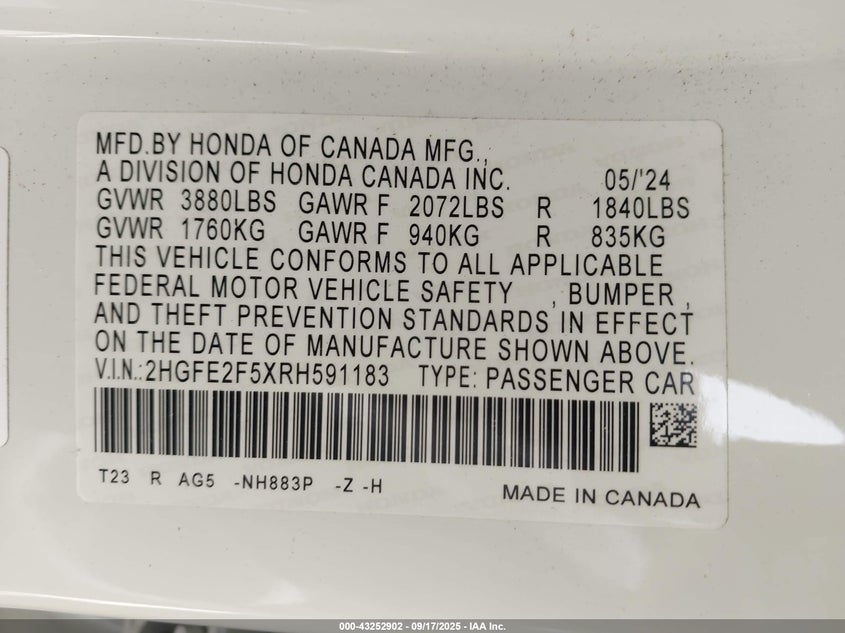 MFD.BY HONDA OF CANADA MFG.,
A DIVISION OF HONDA CANADA INC. 05/'24
GVWR 3880LBS GAWR F 2072LBS R 1840LBS
GVWR 1760KG GAWR F 940KG R 835KG
THIS VEHICLE CONFORMS TO ALL APPLICABLE
FEDERAL MOTOR VEHICLE SAFETY , BUMPER ,
AND THEFT PREVENTION STANDARDS IN EFFECT
ON THE DATE OF MANUFACTURE SHOWN ABOVE.
V.I.N.:2HGFE2F5XRH591183 TYPE: PASSENGER CAR
T23 R AG5 -NH883P -Z -H
MADE IN CANADA
000-43252902 - 09/17/2025 - IAA Inc.